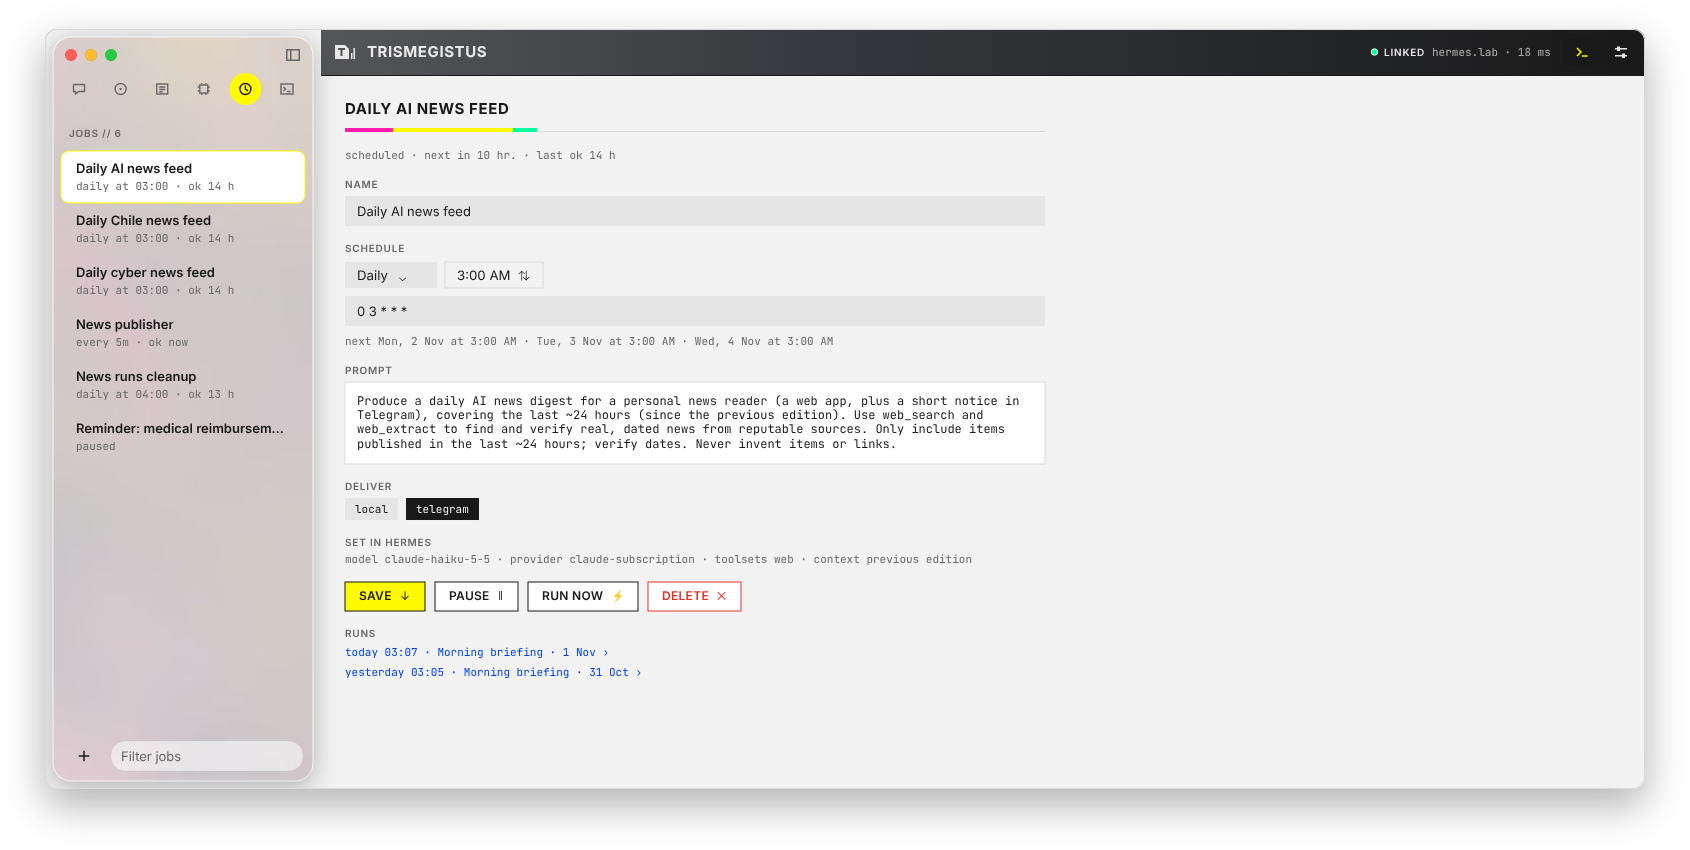 TRISMEGISTUS
LINKED hermes.lab · 18 ms
JOBS // 6
Daily AI news feed
daily at 03:00 · ok 14 h
Daily Chile news feed
daily at 03:00 · ok 14 h
Daily cyber news feed
daily at 03:00 · ok 14 h
News publisher
every 5m · ok now
News runs cleanup
daily at 04:00 · ok 13 h
Reminder: medical reimbursem...
paused
Filter jobs
DAILY AI NEWS FEED
scheduled · next in 10 hr. · last ok 14 h
NAME
Daily AI news feed
SCHEDULE
Daily 3:00 AM
0 3 * * *
next Mon, 2 Nov at 3:00 AM · Tue, 3 Nov at 3:00 AM · Wed, 4 Nov at 3:00 AM
PROMPT
Produce a daily AI news digest for a personal news reader (a web app, plus a short notice in
Telegram), covering the last ~24 hours (since the previous edition). Use web_search and
web_extract to find and verify real, dated news from reputable sources. Only include items
published in the last ~24 hours; verify dates. Never invent items or links.
DELIVER
local telegram
SET IN HERMES
model claude-haiku-5-5 · provider claude-subscription · toolsets web · context previous edition
SAVE ↓ PAUSE RUN NOW ⚡ DELETE ×
RUNS
today 03:07 · Morning briefing · 1 Nov ›
yesterday 03:05 · Morning briefing · 31 Oct ›